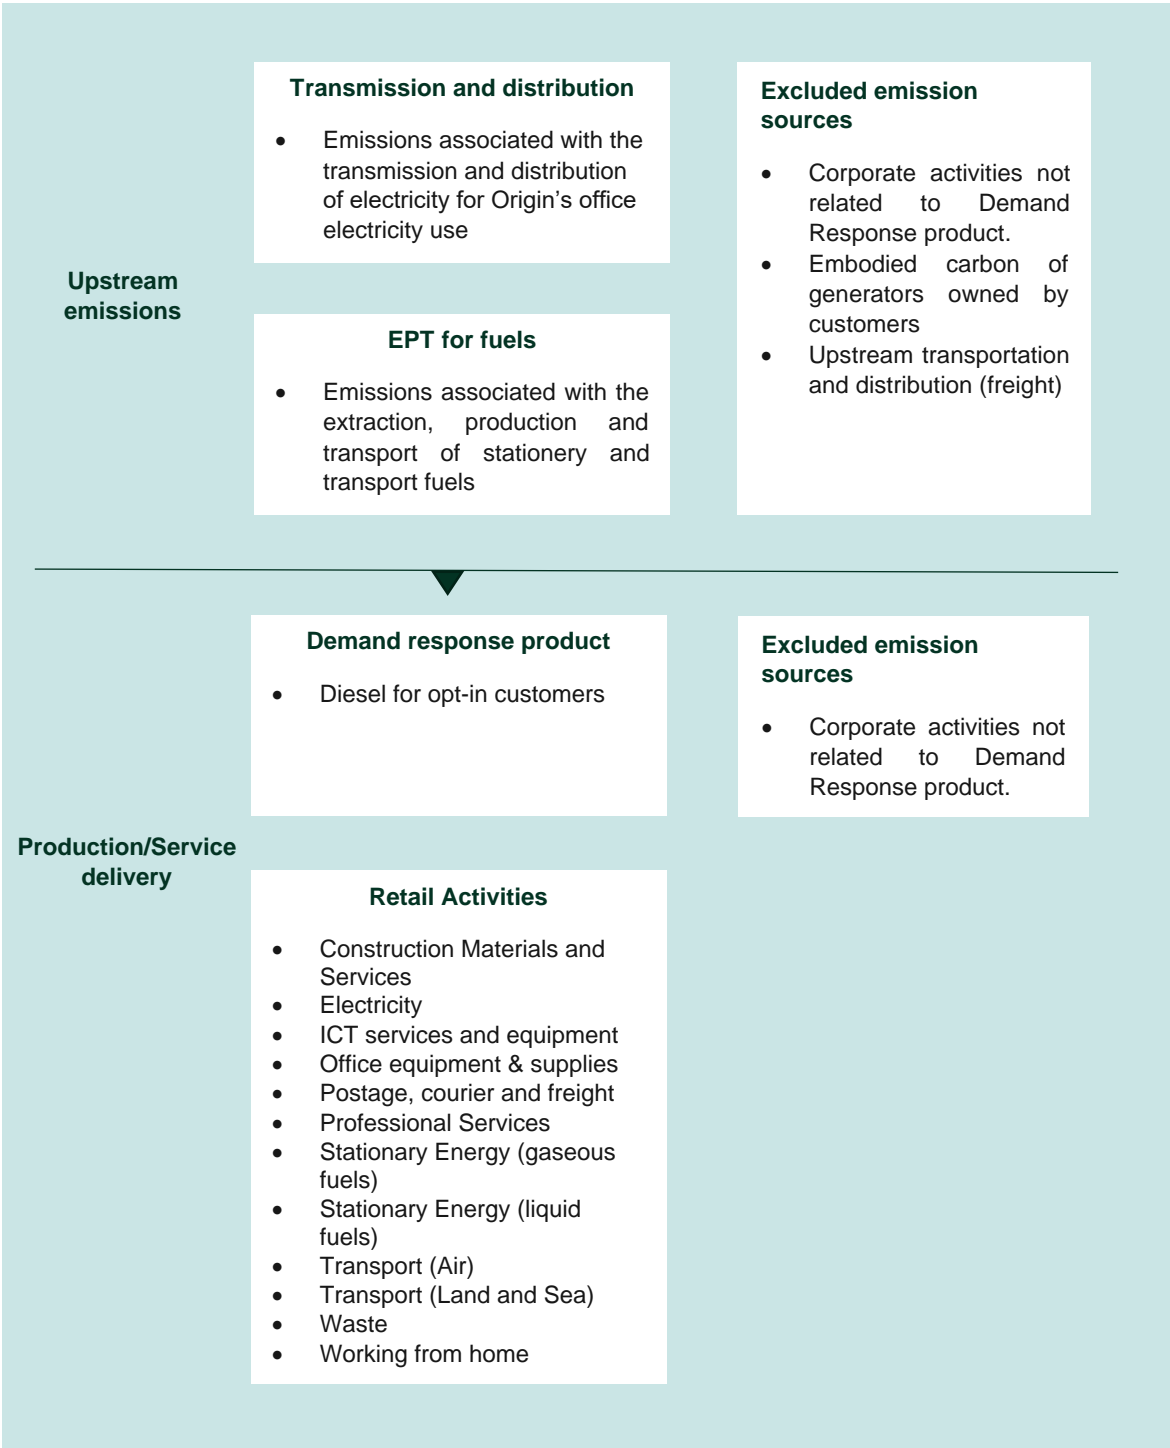 Upstream
emissions
Transmission and distribution
• Emissions associated with the
transmission and distribution
of electricity for Origin's office
electricity use
EPT for fuels
• Emissions associated with the
extraction, production and
transport of stationery and
transport fuels
Excluded emission
sources
• Corporate activities not
related to Demand
Response product.
• Embodied carbon of
generators owned by
customers
• Upstream transportation
and distribution (freight)
Production/Service
delivery
Demand response product
• Diesel for opt-in customers
Retail Activities
• Construction Materials and
Services
• Electricity
• ICT services and equipment
• Office equipment & supplies
• Postage, courier and freight
• Professional Services
• Stationary Energy (gaseous
fuels)
• Stationary Energy (liquid
fuels)
• Transport (Air)
• Transport (Land and Sea)
• Waste
• Working from home
Excluded emission
sources
• Corporate activities not
related to Demand
Response product.